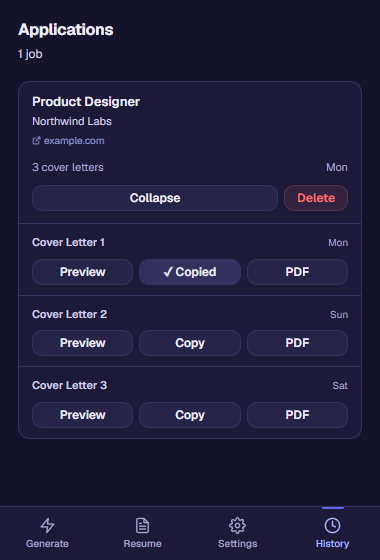 Applications
1 job
Product Designer
Northwind Labs
example.com
3 cover letters Mon
Collapse Delete
Cover Letter 1 Mon
Preview ✓ Copied PDF
Cover Letter 2 Sun
Preview Copy PDF
Cover Letter 3 Sat
Preview Copy PDF
Generate Resume Settings History